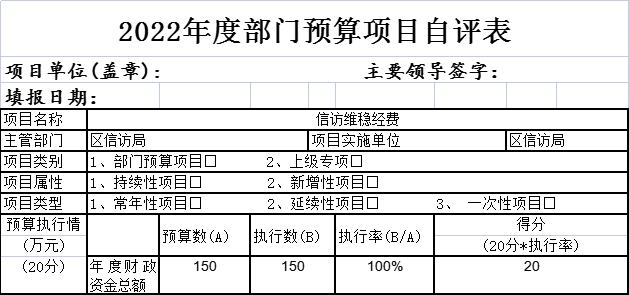 2022年度部门预算项目自评表
项目单位(盖章):   主要领导签字:
填报日期:
项目名称 信访维稳经费
主管部门 区信访局 项目实施单位 区信访局
项目类别 1、部门预算项目□ 2、上级专项□
项目属性 1、持续性项目□ 2、新增性项目□
项目类型 1、常年性项目□ 2、延续性项目□ 3、 一次性项目□
预算执行情 预算数(A) 执行数(B) 执行率(B/A) 得分
(万元) (20分*执行率)
(20分) 年度财政 150 150 100% 20
资金总额